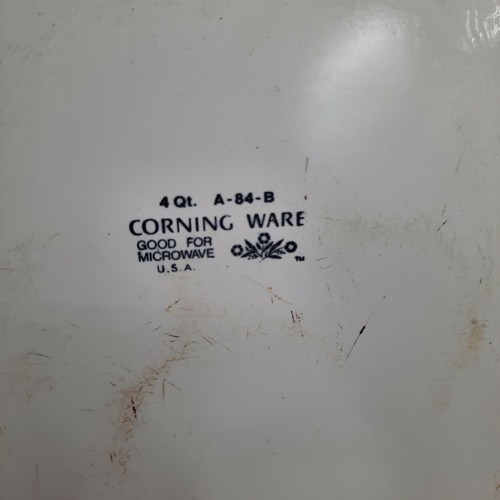 4 Qt. A-84-B
CORNING WARE
GOOD FOR
MICROWAVE
U.S.A.
TM